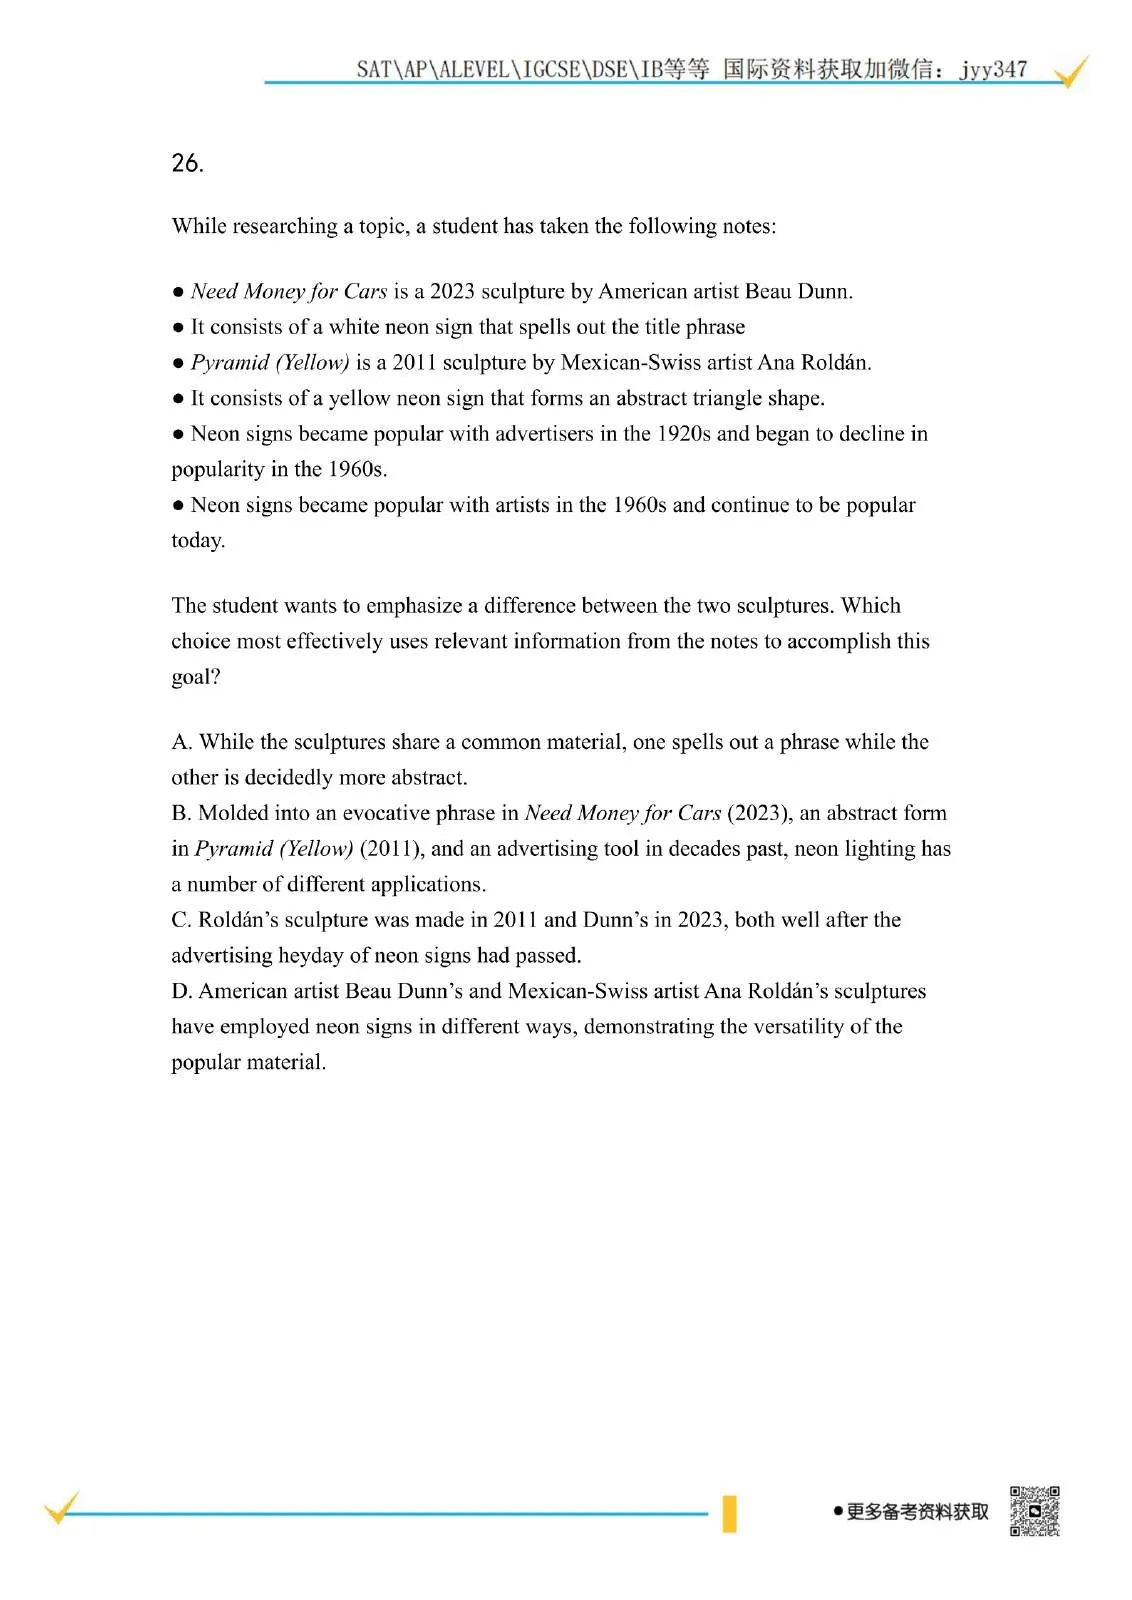 SAT\AP\ALEVEL\IGCSE\DSE\IB等等 国际资料获取加微信：jyy347
26.
While researching a topic, a student has taken the following notes:
● Need Money for Cars is a 2023 sculpture by American artist Beau Dunn.
● It consists of a white neon sign that spells out the title phrase
● Pyramid (Yellow) is a 2011 sculpture by Mexican-Swiss artist Ana Roldán.
● It consists of a yellow neon sign that forms an abstract triangle shape.
● Neon signs became popular with advertisers in the 1920s and began to decline in
popularity in the 1960s.
● Neon signs became popular with artists in the 1960s and continue to be popular
today.
The student wants to emphasize a difference between the two sculptures. Which
choice most effectively uses relevant information from the notes to accomplish this
goal?
A. While the sculptures share a common material, one spells out a phrase while the
other is decidedly more abstract.
B. Molded into an evocative phrase in Need Money for Cars (2023), an abstract form
in Pyramid (Yellow) (2011), and an advertising tool in decades past, neon lighting has
a number of different applications.
C. Roldán’s sculpture was made in 2011 and Dunn’s in 2023, both well after the
advertising heyday of neon signs had passed.
D. American artist Beau Dunn’s and Mexican-Swiss artist Ana Roldán’s sculptures
have employed neon signs in different ways, demonstrating the versatility of the
popular material.
●更多备考资料获取